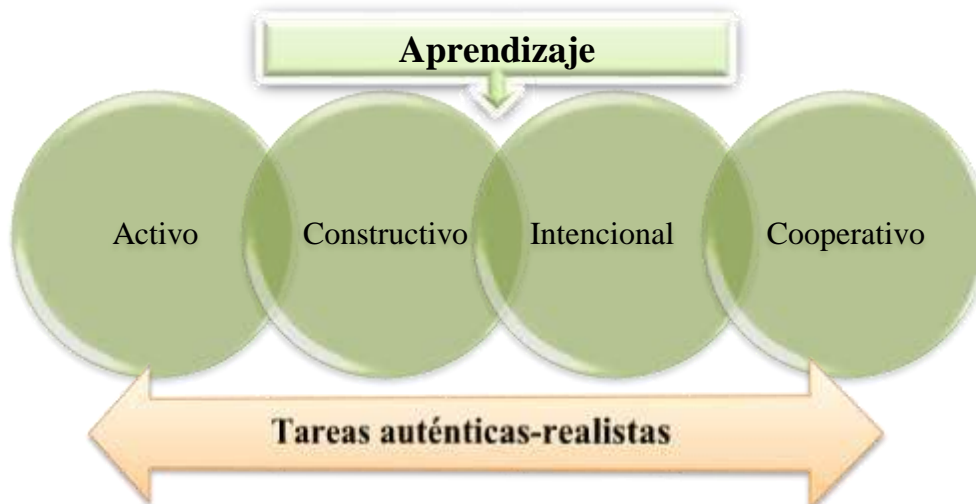 Aprendizaje
Activo Constructivo Intencional Cooperativo
Tareas auténticas-realistas